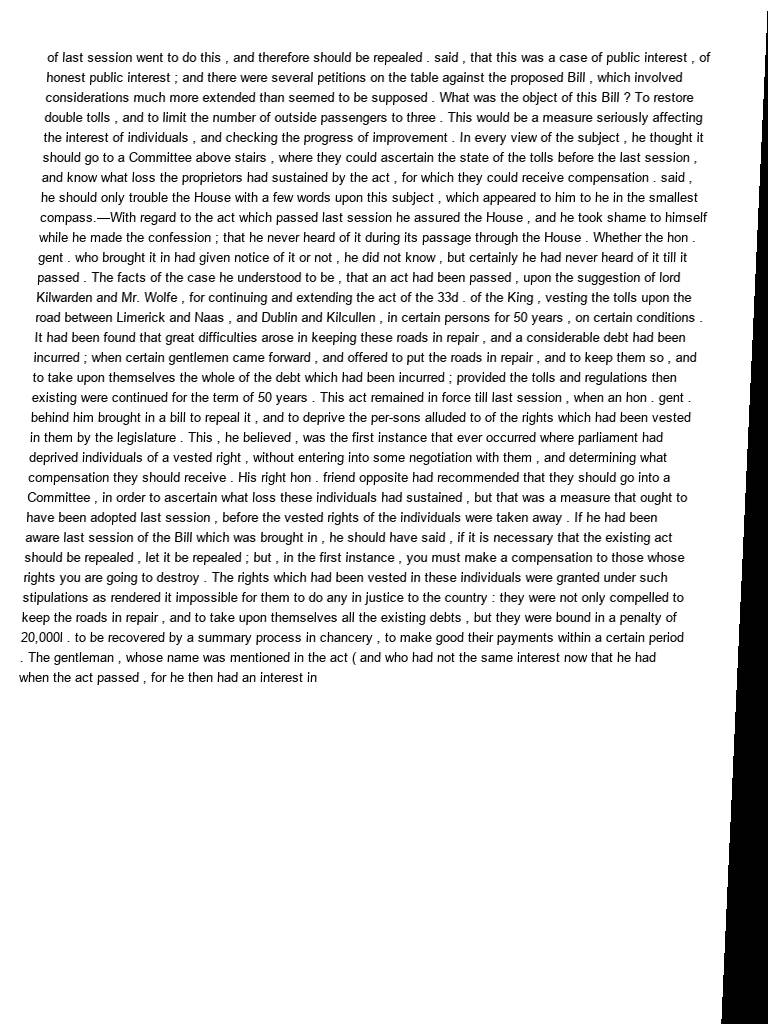 of last session went to do this , and therefore should be repealed . said , that this was a case of public interest , of
honest public interest ; and there were several petitions on the table against the proposed Bill , which involved
considerations much more extended than seemed to be supposed . What was the object of this Bill ? To restore
double tolls , and to limit the number of outside passengers to three . This would be a measure seriously affecting
the interest of individuals , and checking the progress of improvement . In every view of the subject , he thought it
should go to a Committee above stairs , where they could ascertain the state of the tolls before the last session ,
and know what loss the proprietors had sustained by the act , for which they could receive compensation . said ,
he should only trouble the House with a few words upon this subject , which appeared to him to he in the smallest
compass.—With regard to the act which passed last session he assured the House , and he took shame to himself
while he made the confession ; that he never heard of it during its passage through the House . Whether the hon .
gent . who brought it in had given notice of it or not , he did not know , but certainly he had never heard of it till it
passed . The facts of the case he understood to be , that an act had been passed , upon the suggestion of lord
Kilwarden and Mr. Wolfe , for continuing and extending the act of the 33d . of the King , vesting the tolls upon the
road between Limerick and Naas , and Dublin and Kilcullen , in certain persons for 50 years , on certain conditions .
It had been found that great difficulties arose in keeping these roads in repair , and a considerable debt had been
incurred ; when certain gentlemen came forward , and offered to put the roads in repair , and to keep them so , and
to take upon themselves the whole of the debt which had been incurred ; provided the tolls and regulations then
existing were continued for the term of 50 years . This act remained in force till last session , when an hon . gent .
behind him brought in a bill to repeal it , and to deprive the per-sons alluded to of the rights which had been vested
in them by the legislature . This , he believed , was the first instance that ever occurred where parliament had
deprived individuals of a vested right , without entering into some negotiation with them , and determining what
compensation they should receive . His right hon . friend opposite had recommended that they should go into a
Committee , in order to ascertain what loss these individuals had sustained , but that was a measure that ought to
have been adopted last session , before the vested rights of the individuals were taken away . If he had been
aware last session of the Bill which was brought in , he should have said , if it is necessary that the existing act
should be repealed , let it be repealed ; but , in the first instance , you must make a compensation to those whose
rights you are going to destroy . The rights which had been vested in these individuals were granted under such
stipulations as rendered it impossible for them to do any in justice to the country : they were not only compelled to
keep the roads in repair , and to take upon themselves all the existing debts , but they were bound in a penalty of
20,000l . to be recovered by a summary process in chancery , to make good their payments within a certain period
. The gentleman , whose name was mentioned in the act ( and who had not the same interest now that he had
when the act passed , for he then had an interest in